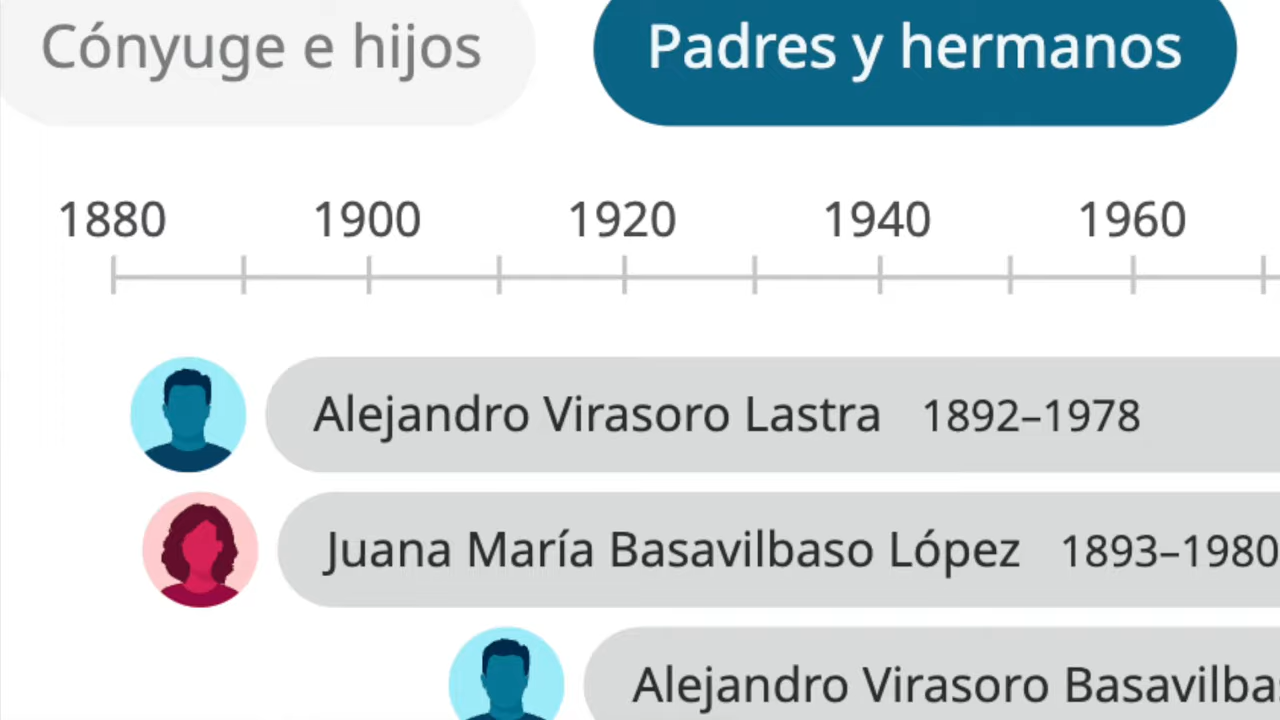 Cónyuge e hijos Padres y hermanos
1880 1900 1920 1940 1960
Alejandro Virasoro Lastra 1892–1978
Juana María Basavilbaso López 1893–1980
Alejandro Virasoro